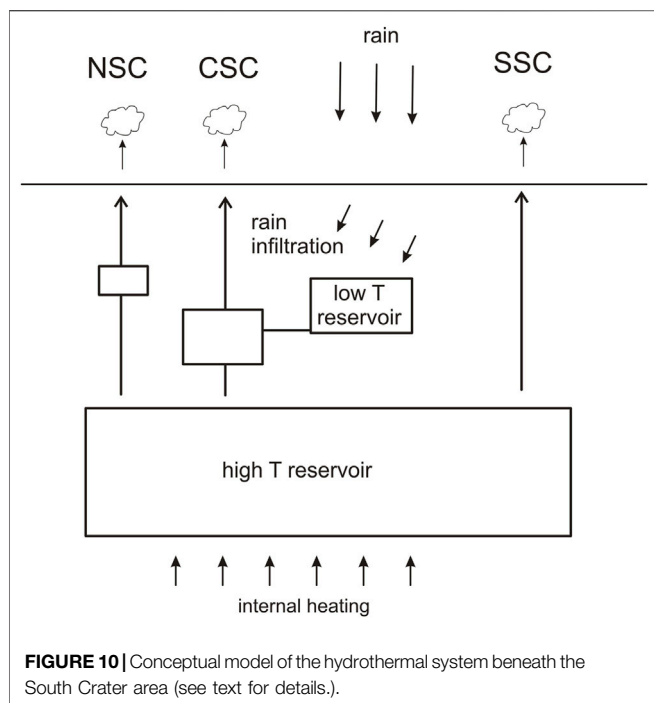 rain
NSC CSC SSC
rain
infiltration
low T
reservoir
high T reservoir
internal heating
FIGURE 10 | Conceptual model of the hydrothermal system beneath the
South Crater area (see text for details.).